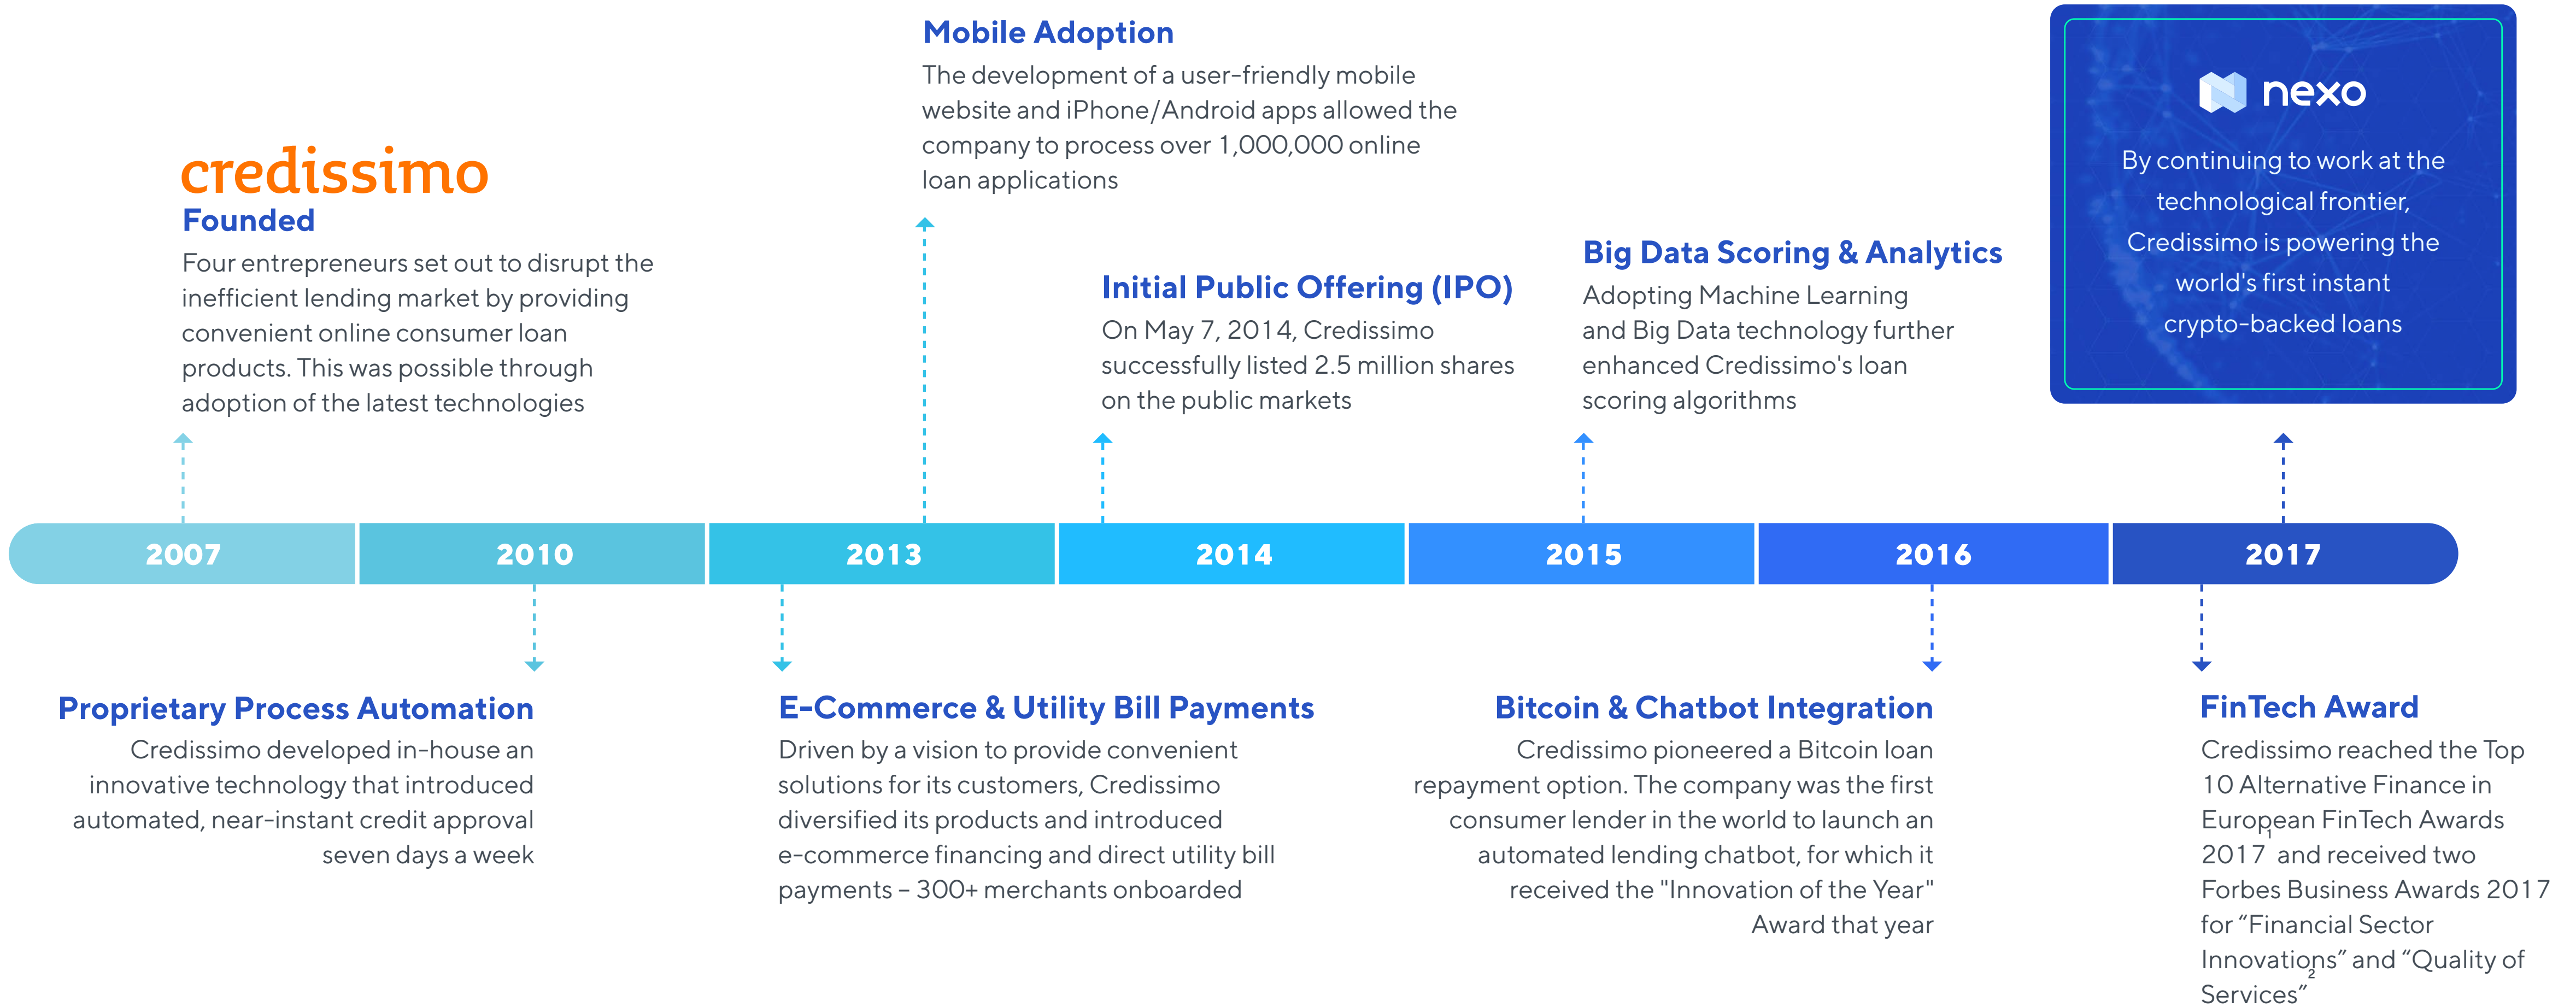 credissimo
Founded
Four entrepreneurs set out to disrupt the
inefficient lending market by providing
convenient online consumer loan
products. This was possible through
adoption of the latest technologies
Mobile Adoption
The development of a user-friendly mobile
website and iPhone/Android apps allowed the
company to process over 1,000,000 online
loan applications
Initial Public Offering (IPO)
On May 7, 2014, Credissimo
successfully listed 2.5 million shares
on the public markets
Big Data Scoring & Analytics
Adopting Machine Learning
and Big Data technology further
enhanced Credissimo's loan
scoring algorithms
nexo
By continuing to work at the
technological frontier,
Credissimo is powering the
world's first instant
crypto-backed loans
2007 2010 2013 2014 2015 2016 2017
Proprietary Process Automation
Credissimo developed in-house an
innovative technology that introduced
automated, near-instant credit approval
seven days a week
E-Commerce & Utility Bill Payments
Driven by a vision to provide convenient
solutions for its customers, Credissimo
diversified its products and introduced
e-commerce financing and direct utility bill
payments – 300+ merchants onboarded
Bitcoin & Chatbot Integration
Credissimo pioneered a Bitcoin loan
repayment option. The company was the first
consumer lender in the world to launch an
automated lending chatbot, for which it
received the "Innovation of the Year"
Award that year
FinTech Award
Credissimo reached the Top
10 Alternative Finance in
European FinTech Awards
2017¹ and received two
Forbes Business Awards 2017
for “Financial Sector
Innovations” and “Quality of
Services”²